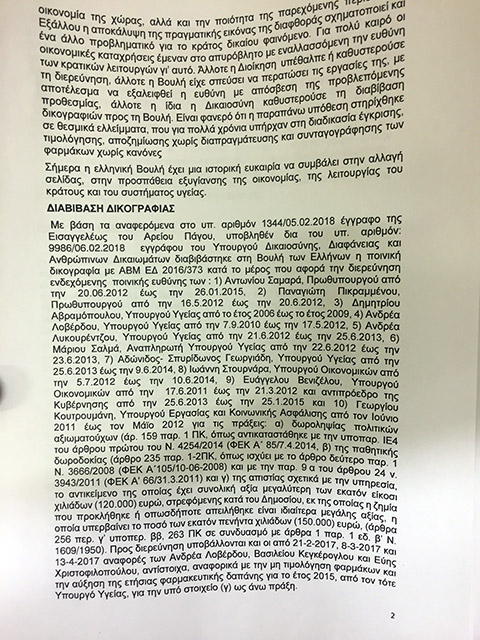 οικονομία της χώρας, αλλά και την ποιότητα της παρεχόμενης
Εξάλλου η αποκάλυψη της πραγματικής εικόνας της διαφθοράς σχηματοποιεί και
ένα άλλο προβληματικό για το κράτος δικαίου φαινόμενο. Για πολύ καιρό οι
οικονομικές καταχρήσεις έμεναν στο απυρόβλητο με εναλλασσόμενη την ευθύνη
των κρατικών λειτουργιών γι' αυτό. Άλλοτε η Διοίκηση υπέθαλπε ή καθυστερούσε
τη διερεύνηση, άλλοτε η Βουλή είχε σπεύσει να περατώσει τις εργασίες της, με
αποτέλεσμα να εξαλειφθεί η ευθύνη με απόσβεση της προβλεπόμενης
προθεσμίας, άλλοτε η ίδια η Δικαιοσύνη καθυστερούσε τη διαβίβαση
δικογραφιών προς τη Βουλή. Είναι φανερό ότι η παραπάνω υπόθεση στηρίχθηκε
σε θεσμικά ελλείματα, που για πολλά χρόνια υπήρχαν στη διαδικασία έγκρισης,
τιμολόγησης, αποζημίωσης χωρίς διαπραγμάτευσης και συνταγογράφησης των
φαρμάκων χωρίς κανόνες
Σήμερα η ελληνική Βουλή έχει μια ιστορική ευκαιρία να συμβάλει στην αλλαγή
σελίδας, στην προσπάθεια εξυγίανσης της οικονομίας, της λειτουργίας του
κράτους και του συστήματος υγείας.
ΔΙΑΒΙΒΑΣΗ ΔΙΚΟΓΡΑΦΙΑΣ
Με βάση τα αναφερόμενα στο υπ. αριθμόν 1344/05.02.2018 έγγραφο της
Εισαγγελέως του Αρείου Πάγου, υποβληθέν δια του υπ. αριθμόν:
9986/06.02.2018 εγγράφου του Υπουργού Δικαιοσύνης, Διαφάνειας και
Ανθρώπινων Δικαιωμάτων διαβιβάστηκε στη Βουλή των Ελλήνων η ποινική
δικογραφία με ΑΒΜ ΕΔ 2016/373 κατά το μέρος που αφορά την διερεύνηση
ενδεχόμενης ποινικής ευθύνης των : 1) Αντωνίου Σαμαρά, Πρωθυπουργού από
την 20.06.2012 έως την 26.01.2015, 2) Παναγιώτη Πικραμμένου,
Πρωθυπουργού από την 16.5.2012 έως την 20.6.2012, 3) Δημητρίου
Αβραμόπουλου, Υπουργού Υγείας από το έτος 2006 έως το έτος 2009, 4) Ανδρέα
Λοβέρδου, Υπουργού Υγείας από την 7.9.2010 έως την 17.5.2012, 5) Ανδρέα
Λυκουρέντζου, Υπουργού Υγείας από την 21.6.2012 έως την 25.6.2013, 6)
Μάριου Σαλμά, Αναπληρωτή Υπουργού Υγείας από την 22.6.2012 έως την
23.6.2013, 7) Αδώνιδος- Σπυρίδωνος Γεωργιάδη, Υπουργού Υγείας από την
25.6.2013 έως την 9.6.2014, 8) Ιωάννη Στουρνάρα, Υπουργού Οικονομικών από
5.7.2012 έως την 10.6.2014, 9) Ευάγγελου Βενιζέλου, Υπουργού
Οικονομικών από την 17.6.2011 έως την 21.3.2012 και αντιπρόεδρο της
Κυβέρνησης από την 25.6.2013 έως την 25.1.2015 και 10) Γεωργίου
Κουτρουμάνη, Υπουργού Εργασίας και Κοινωνικής Ασφάλισης από τον Ιούνιο
2011 έως τον Μάϊο 2012 για τις πράξεις: α) δωροληψίας πολιτικών
αξιωματούχων (αρ. 159 παρ. 1 ΠΚ, όπως αντικαταστάθηκε με την υποπαρ. ΙΕ4
του άρθρου πρώτου του Ν. 4254/2014 (ΦΕΚ Α΄ 85/7.4.2014, β) της παθητικής
δωροδοκίας (άρθρο 235 παρ. 1-2ΠΚ, όπως ισχύει με το άρθρο δεύτερο παρ. 1
Ν. 3666/2008 (ΦΕΚ Α΄105/10-06-2008) και με την παρ. 9 α του άρθρου 24 ν.
3943/2011 (ΦΕΚ Α΄ 66/31.3.2011) και γ) της απιστίας σχετικά με την υπηρεσία,
το αντικείμενο της οποίας έχει συνολική αξία μεγαλύτερη των εκατόν είκοσι
χιλιάδων (120.000) ευρώ, στρεφόμενης κατά του Δημοσίου, εκ της οποίας η ζημία
που προκλήθηκε ή οπωσδήποτε απειλήθηκε είναι ιδιαίτερα μεγάλης αξίας, η
οποία υπερβαίνει το ποσό των εκατόν πενήντα χιλιάδων (150.000) ευρώ, (άρθρα
256 περ. γ΄ υποπερ. ββ, 263 ΠΚ σε συνδυασμό με άρθρα 1 παρ. 1 εδ. β΄ Ν.
1609/1950). Προς διερεύνηση υποβάλλονται και οι από 21-2-2017, 8-3-2017 και
13-4-2017 αναφορές των Ανδρέα Λοβέρδου, Βασιλείου Κεγκέρογλου και Εύης
Χριστοφιλοπούλου, αντίστοιχα, αναφορικά με την μη τιμολόγηση φαρμάκων και
την αύξηση της ετήσιας φαρμακευτικής δαπάνης για το έτος 2015, από τον τότε
Υπουργό Υγείας, για την υπό στοιχείο (γ) ως άνω πράξη.
2